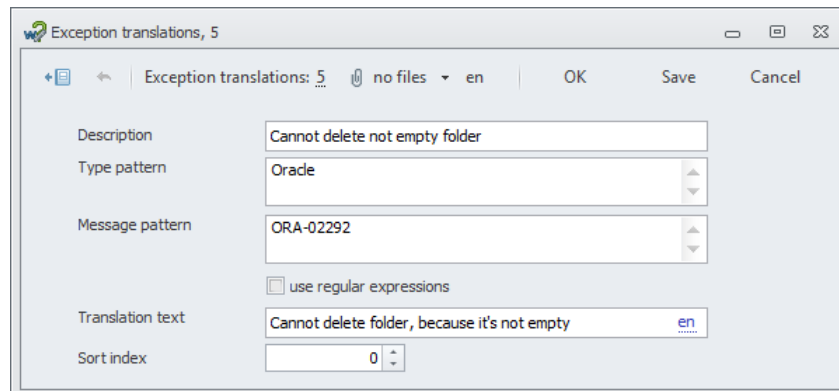 Exception translations, 5
Exception translations: 5 no files en OK Save Cancel
Description Cannot delete not empty folder
Type pattern Oracle
Message pattern ORA-02292
use regular expressions
Translation text Cannot delete folder, because it's not empty en
Sort index 0